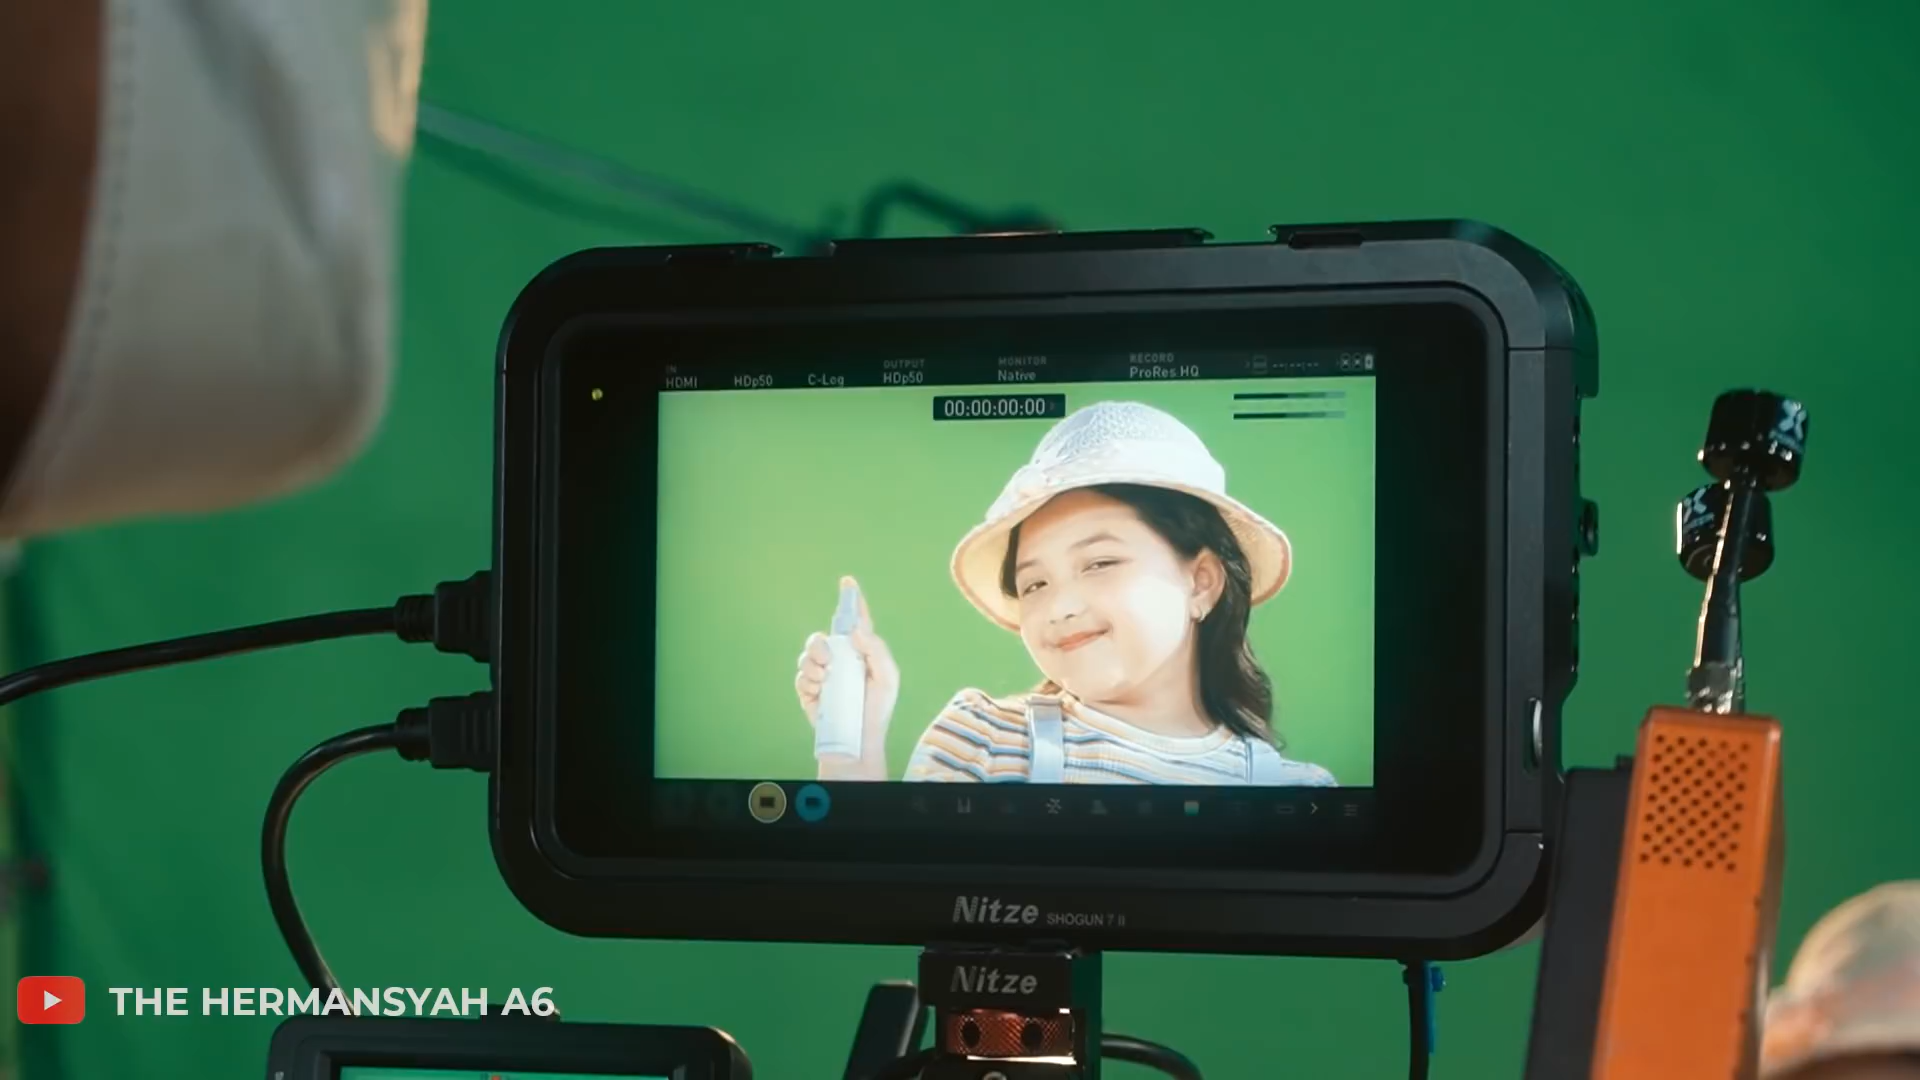 IN
HDMI HDp50 C-Log
OUTPUT
HDp50
MONITOR
Native
RECORD
ProRes HQ
00:00:00:00
Nitze SHOGUN 7 II
Nitze
THE HERMANSYAH A6